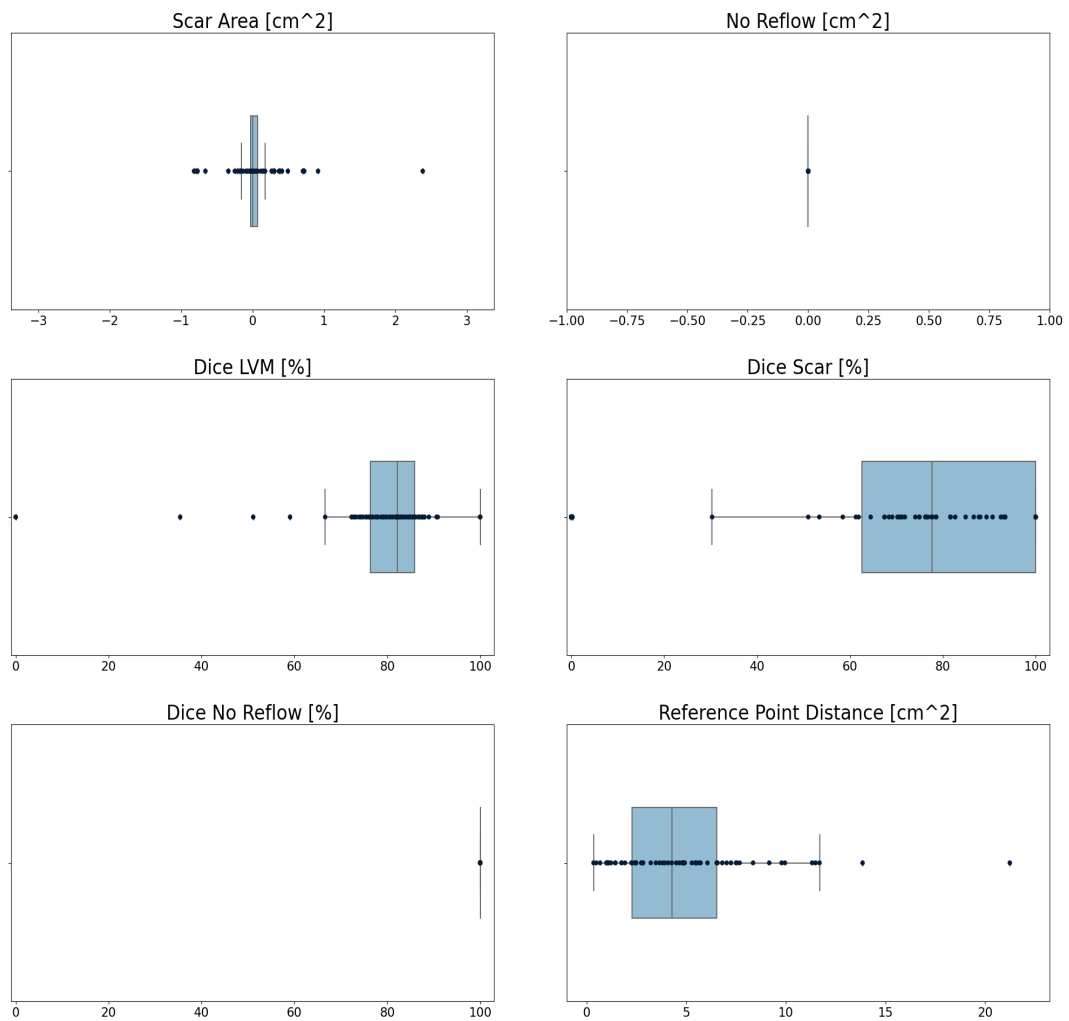 Scar Area [cm^2]
No Reflow [cm^2]
−3 −2 −1 0 1 2 3
−1.00 −0.75 −0.50 −0.25 0.00 0.25 0.50 0.75 1.00
Dice LVM [%]
Dice Scar [%]
0 20 40 60 80 100
0 20 40 60 80 100
Dice No Reflow [%]
Reference Point Distance [cm^2]
0 20 40 60 80 100
0 5 10 15 20